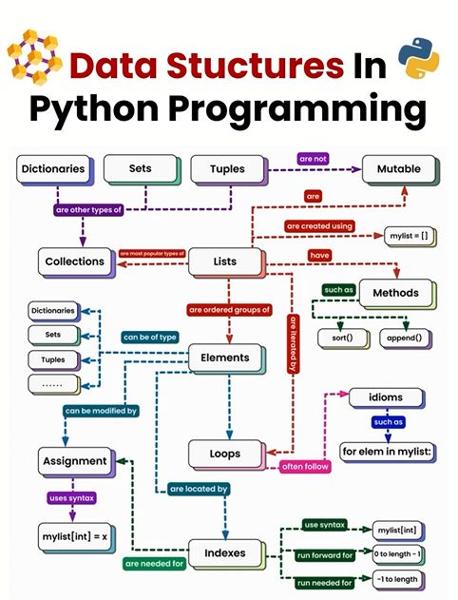 Data Stuctures In
Python Programming
Dictionaries
Sets
Tuples
are not
Mutable
are other types of
are
are created using
mylist = []
Collections
are most popular types of
Lists
have
such as
Methods
are ordered groups of
are iterated by
sort()
append()
Dictionaries
Sets
Tuples
......
can be of type
Elements
can be modified by
idioms
such as
for elem in mylist:
Assignment
Loops
often follow
uses syntax
are located by
mylist[int] = x
are needed for
Indexes
use syntax
mylist[int]
run forward for
0 to length - 1
run needed for
-1 to length